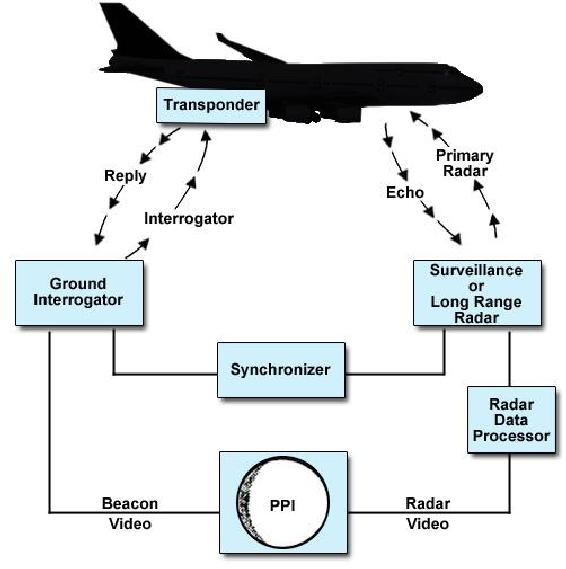 Transponder
Reply
Interrogator
Primary
Radar
Echo
Ground
Interrogator
Surveillance
or
Long Range
Radar
Synchronizer
Radar
Data
Processor
Beacon
Video
PPI
Radar
Video